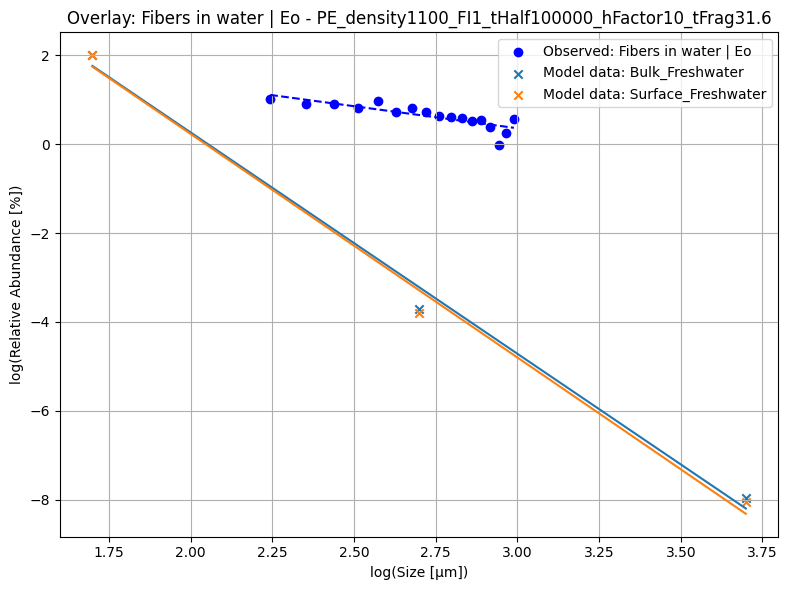 Overlay: Fibers in water | Eo - PE_density1100_FI1_tHalf100000_hFactor10_tFrag31.6
Observed: Fibers in water | Eo
Model data: Bulk_Freshwater
Model data: Surface_Freshwater
log(Relative Abundance [%])
2
0
−2
−4
−6
−8
1.75
2.00
2.25
2.50
2.75
3.00
3.25
3.50
3.75
log(Size [μm])